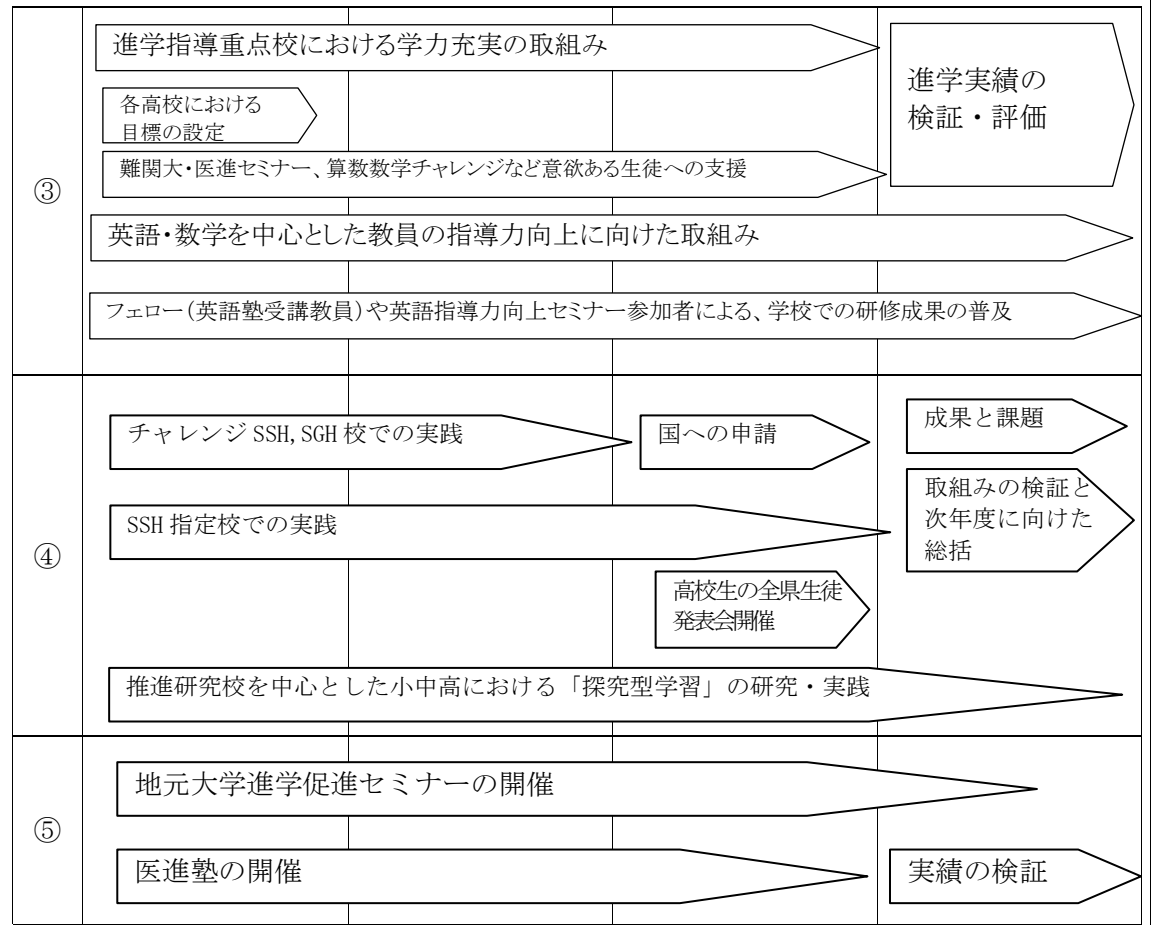 ③
進学指導重点校における学力充実の取組み
進学実績の
検証・評価
各高校における
目標の設定
難関大・医進セミナー、算数数学チャレンジなど意欲ある生徒への支援
英語・数学を中心とした教員の指導力向上に向けた取組み
フェロー(英語塾受講教員)や英語指導力向上セミナー参加者による、学校での研修成果の普及
④
チャレンジ SSH, SGH 校での実践
国への申請
成果と課題
SSH 指定校での実践
取組みの検証と
次年度に向けた
総括
高校生の全県生徒
発表会開催
推進研究校を中心とした小中高における「探究型学習」の研究・実践
⑤
地元大学進学促進セミナーの開催
医進塾の開催
実績の検証